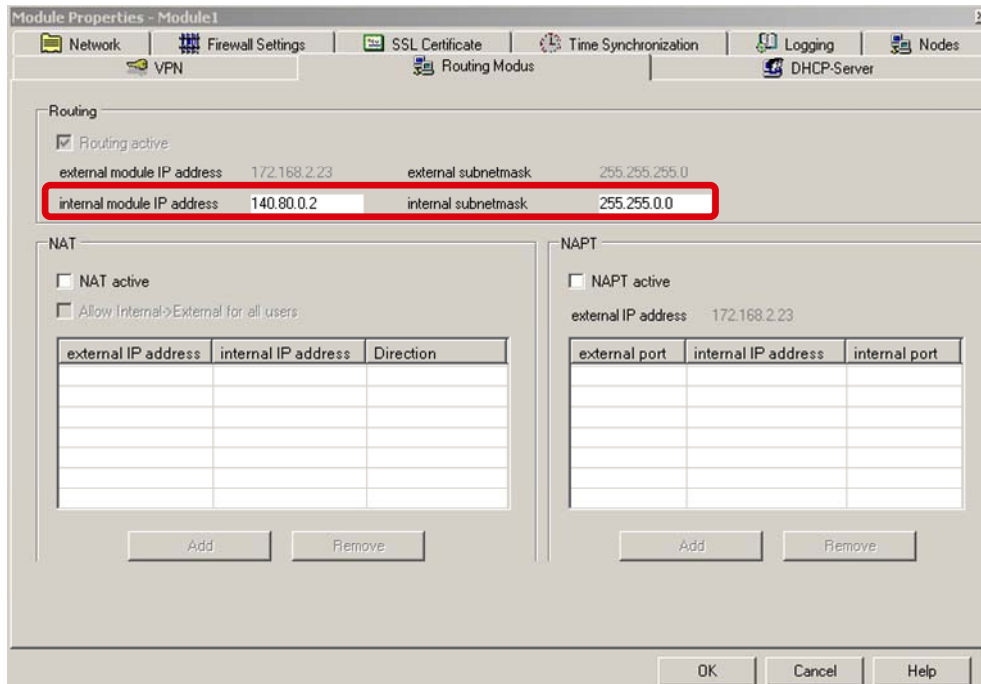 Module Properties - Module1
Network Firewall Settings SSL Certificate Time Synchronization Logging Nodes
VPN Routing Modus DHCP-Server
Routing
Routing active
external module IP address 172.168.2.23 external subnetmask 255.255.255.0
internal module IP address 140.80.0.2 internal subnetmask 255.255.0.0
NAT
NAT active
Allow Internal->External for all users
external IP address internal IP address Direction
Add Remove
NAPT
NAPT active
external IP address 172.168.2.23
external port internal IP address internal port
Add Remove
OK Cancel Help